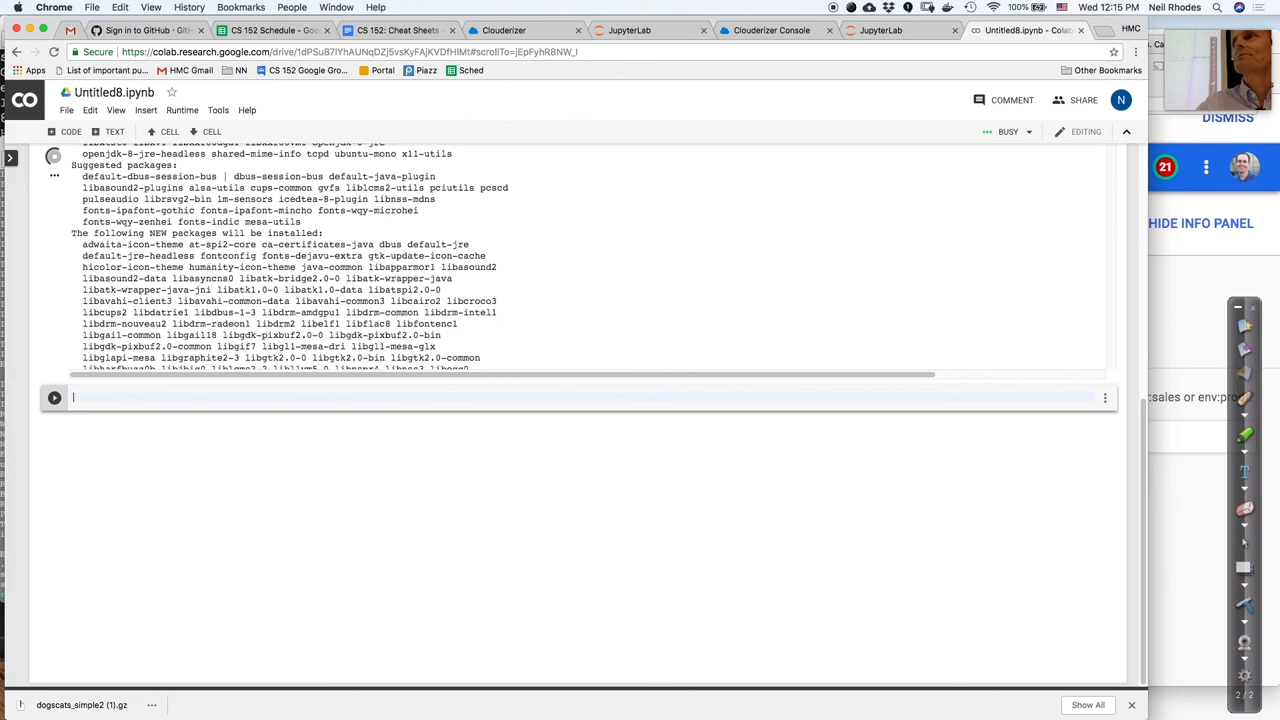 Chrome File Edit View History Bookmarks People Window Help 100% Wed 12:15 PM Neil Rhodes
Sign in to GitHub · GitH CS 152 Schedule - Goo CS 152: Cheat Sheets - Clouderizer JupyterLab Clouderizer Console JupyterLab Untitled8.ipynb - Colab HMC
Secure https://colab.research.google.com/drive/1dPSu87IYhAUNqDZj5vsKyFAjKVDfHIMt#scrollTo=jEpFyhR8NW_I
Apps List of important pu HMC Gmail NN CS 152 Google Gro Portal Piazz Sched Other Bookmarks
CO Untitled8.ipynb
File Edit View Insert Runtime Tools Help
COMMENT SHARE N
CODE TEXT CELL CELL BUSY EDITING
DISMISS
21
HIDE INFO PANEL
openjdk-8-jre-headless shared-mime-info tcpd ubuntu-mono x11-utils
Suggested packages:
default-dbus-session-bus | dbus-session-bus default-java-plugin
libasound2-plugins alsa-utils cups-common gvfs liblcms2-utils pciutils pcscd
pulseaudio librsvg2-bin lm-sensors icedtea-8-plugin libnss-mdns
fonts-ipafont-gothic fonts-ipafont-mincho fonts-wqy-microhei
fonts-wqy-zenhei fonts-indic mesa-utils
The following NEW packages will be installed:
adwaita-icon-theme at-spi2-core ca-certificates-java dbus default-jre
default-jre-headless fontconfig fonts-dejavu-extra gtk-update-icon-cache
hicolor-icon-theme humanity-icon-theme java-common libapparmor1 libasound2
libasound2-data libasyncns0 libatk-bridge2.0-0 libatk-wrapper-java
libatk-wrapper-java-jni libatk1.0-0 libatk1.0-data libatspi2.0-0
libavahi-client3 libavahi-common-data libavahi-common3 libcairo2 libcroco3
libcups2 libdatrie1 libdbus-1-3 libdrm-amdgpu1 libdrm-common libdrm-intel1
libdrm-nouveau2 libdrm-radeon1 libdrm2 libelf1 libflac8 libfontenc1
libgail-common libgail18 libgdk-pixbuf2.0-0 libgdk-pixbuf2.0-bin
libgdk-pixbuf2.0-common libgif7 libgl1-mesa-dri libgl1-mesa-glx
libglapi-mesa libgraphite2-3 libgtk2.0-0 libgtk2.0-bin libgtk2.0-common
:sales or env:pro
dogscats_simple2 (1).gz
Show All
2 / 2